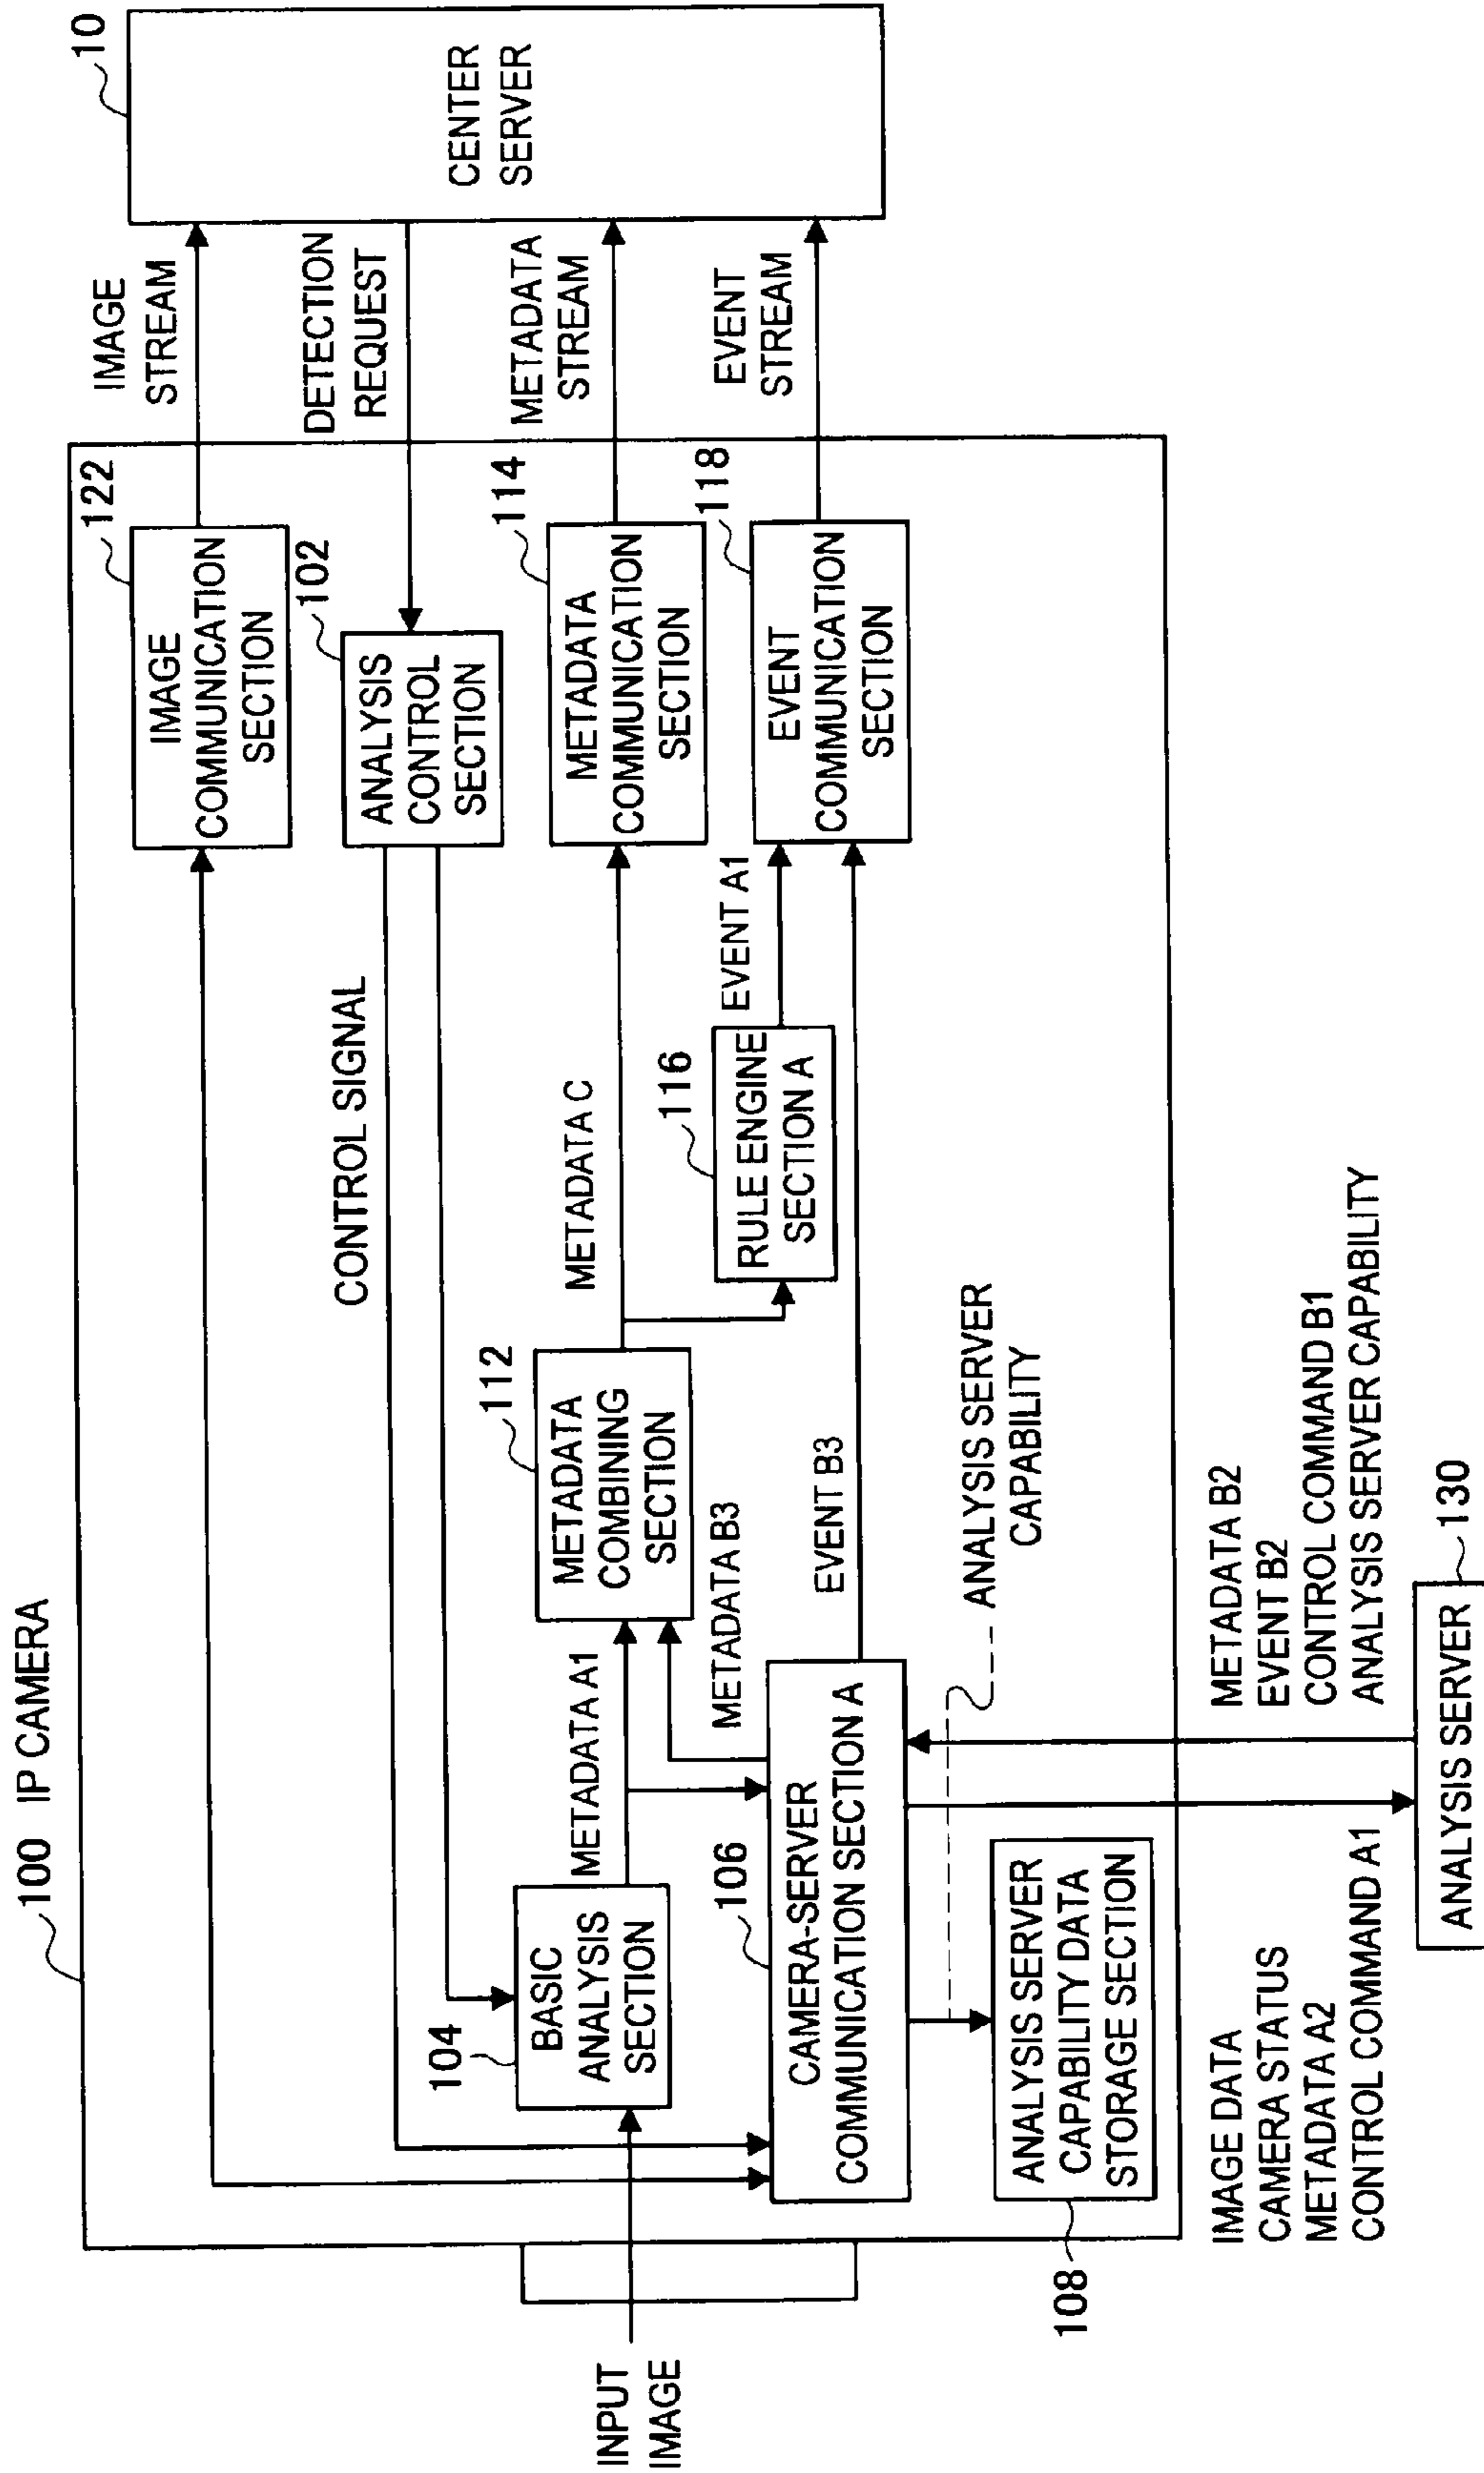 100 IP CAMERA
10
CENTER
SERVER
IMAGE
STREAM
DETECTION
REQUEST
METADATA
STREAM
EVENT
STREAM
122
IMAGE
COMMUNICATION
SECTION
102
ANALYSIS
CONTROL
SECTION
114
METADATA
COMMUNICATION
SECTION
118
EVENT
COMMUNICATION
SECTION
CONTROL SIGNAL
METADATA C
EVENT A1
116
RULE ENGINE
SECTION A
112
METADATA
COMBINING
SECTION
METADATA A1
METADATA B3
EVENT B3
104
BASIC
ANALYSIS
SECTION
106
CAMERA-SERVER
COMMUNICATION SECTION A
ANALYSIS SERVER
CAPABILITY
108
ANALYSIS SERVER
CAPABILITY DATA
STORAGE SECTION
INPUT
IMAGE
IMAGE DATA
CAMERA STATUS
METADATA A2
CONTROL COMMAND A1
METADATA B2
EVENT B2
CONTROL COMMAND B1
ANALYSIS SERVER CAPABILITY
ANALYSIS SERVER
130